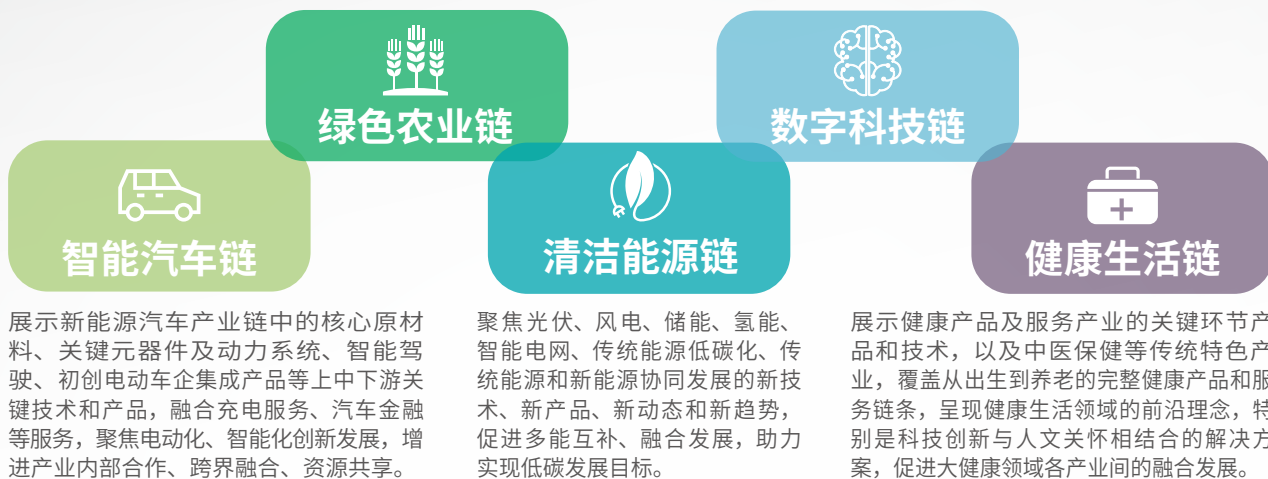 绿色农业链
数字科技链
智能汽车链
清洁能源链
健康生活链
展示新能源汽车产业链中的核心原材
料、关键元器件及动力系统、智能驾
驶、初创电动车企集成产品等上中下游关
键技术和产品，融合充电服务、汽车金融
等服务，聚焦电动化、智能化创新发展，增
进产业内部合作、跨界融合、资源共享。
聚焦光伏、风电、储能、氢能、
智能电网、传统能源低碳化、传
统能源和新能源协同发展的新技
术、新产品、新动态和新趋势，
促进多能互补、融合发展，助力
实现低碳发展目标。
展示健康产品及服务产业的关键环节产
品和技术，以及中医保健等传统特色产
业，覆盖从出生到养老的完整健康产品和服
务链条，呈现健康生活领域的前沿理念，特
别是科技创新与人文关怀相结合的解决方
案，促进大健康领域各产业间的融合发展。